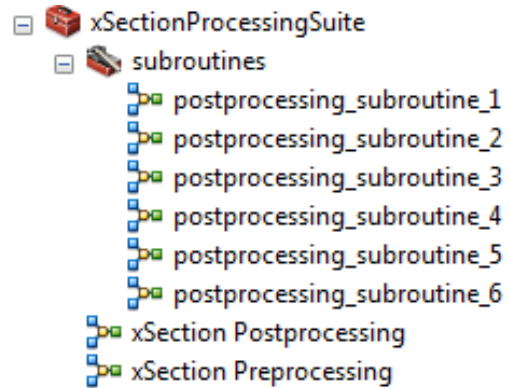 xSectionProcessingSuite
subroutines
postprocessing_subroutine_1
postprocessing_subroutine_2
postprocessing_subroutine_3
postprocessing_subroutine_4
postprocessing_subroutine_5
postprocessing_subroutine_6
xSection Postprocessing
xSection Preprocessing